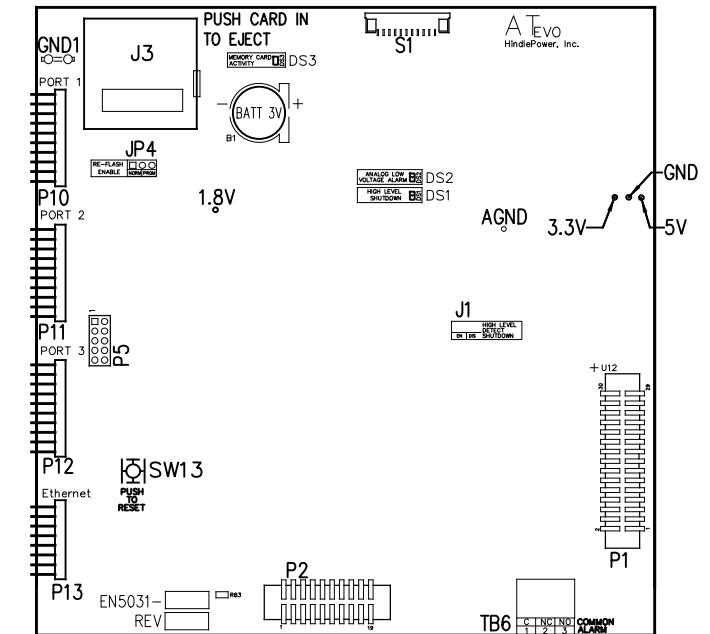 PUSH CARD IN
TO EJECT
GND1
J3
MEMORY CARD
ACTIVITY
DS3
S1
ATEVO
HindlePower, Inc.
PORT 1
BATT 3V
− +
B1
JP4
RE-FLASH
ENABLE
NORM PRGM
P10
PORT 2
1.8V
ANALOG LOW
VOLTAGE ALARM
DS2
HIGH LEVEL
SHUTDOWN
DS1
GND
AGND
3.3V
5V
P11
PORT 3
1
P5
J1
HIGH LEVEL
DETECT
SHUTDOWN
EN DIS
+ U12
30
29
P12
SW13
PUSH
TO
RESET
Ethernet
2
1
P1
P13
P2
EN5031-
R83
REV
1
19
TB6
C NC NO
1 2 3
COMMON
ALARM